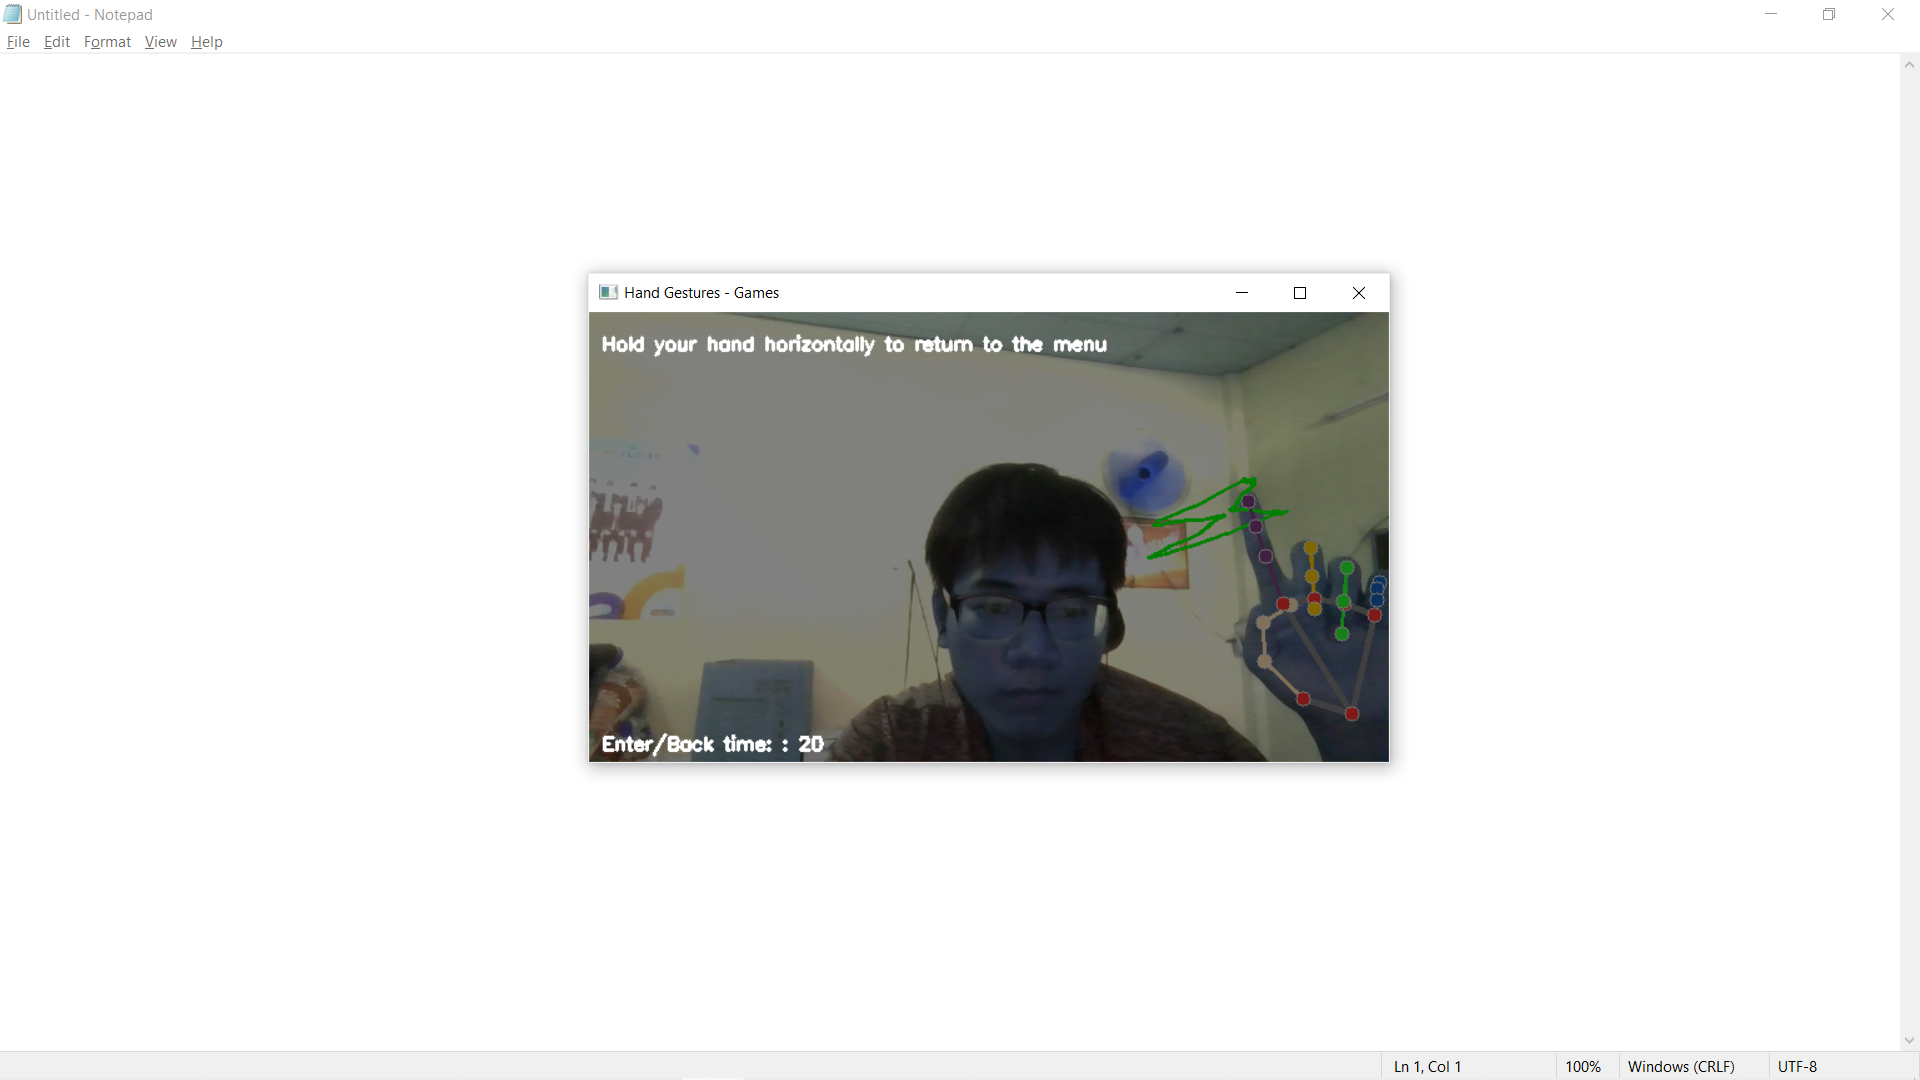 Untitled - Notepad
File Edit Format View Help
Hand Gestures - Games
Hold your hand horizontally to return to the menu
Enter/Back time: : 20
Ln 1, Col 1 100% Windows (CRLF) UTF-8